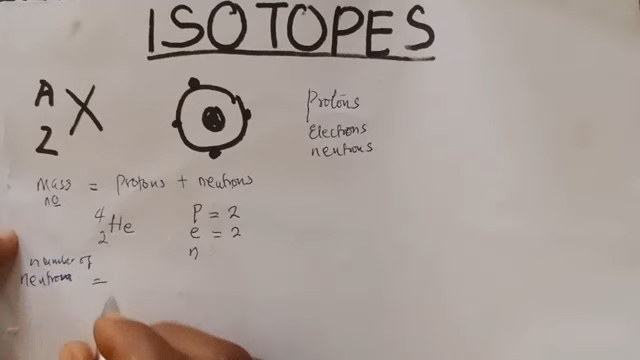 ISOTOPES
A
X
Z
Protons
Electrons
neutrons
Mass no = protons + neutrons
4
2 He
P = 2
e = 2
n
number of
neutrons =